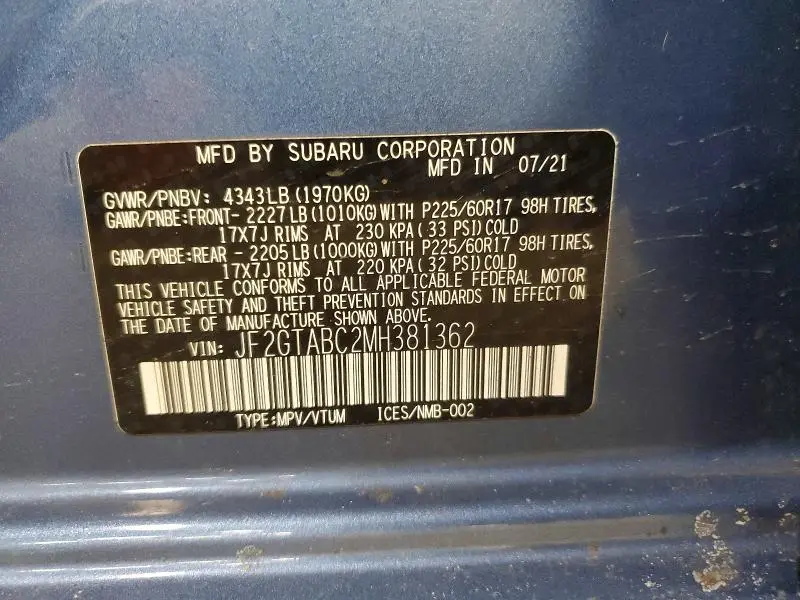 MFD BY SUBARU CORPORATION
MFD IN 07/21
GVWR/PNBV: 4343LB (1970KG)
GAWR/PNBE:FRONT- 2227LB (1010KG) WITH P225/60R17 98H TIRES,
17X7J RIMS AT 230 KPA ( 33 PSI) COLD
GAWR/PNBE:REAR - 2205LB (1000KG) WITH P225/60R17 98H TIRES,
17X7J RIMS AT 220 KPA ( 32 PSI) COLD
THIS VEHICLE CONFORMS TO ALL APPLICABLE FEDERAL MOTOR
VEHICLE SAFETY AND THEFT PREVENTION STANDARDS IN EFFECT ON
THE DATE OF MANUFACTURE SHOWN ABOVE.
VIN: JF2GTABC2MH381362
TYPE:MPV/VTUM ICES/NMB-002